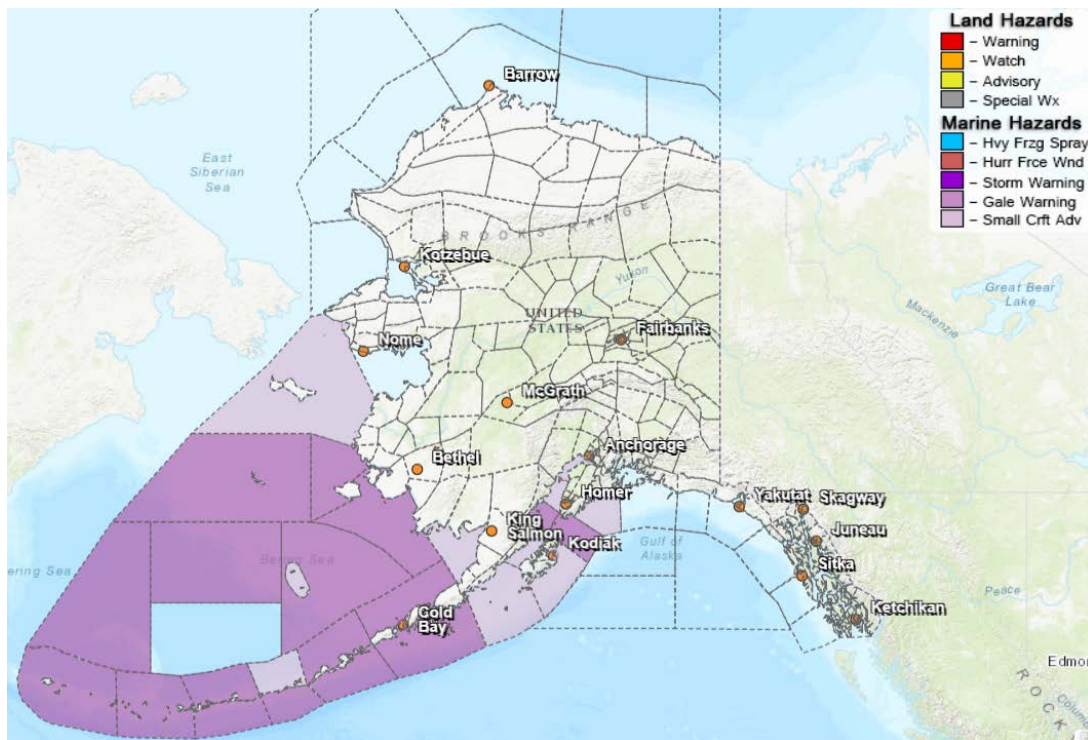 Land Hazards
– Warning
– Watch
– Advisory
– Special Wx
Marine Hazards
– Hvy Frzg Spray
– Hurr Frce Wnd
– Storm Warning
– Gale Warning
– Small Crft Adv
Barrow
East
Siberian
Sea
BROOKS RANGE
Kotzebue
Yukon
Great Bear
Lake
Mackenzie
UNITED
STATES
Fairbanks
Nome
McGrath
Anchorage
Bethel
Homer
Yakutat
Skagway
King
Salmon
Kodiak
Gulf of
Alaska
Juneau
Sitka
ering Sea
Bering Sea
Peace
Gold
Bay
Ketchikan
Edmon
ROCK
Columb